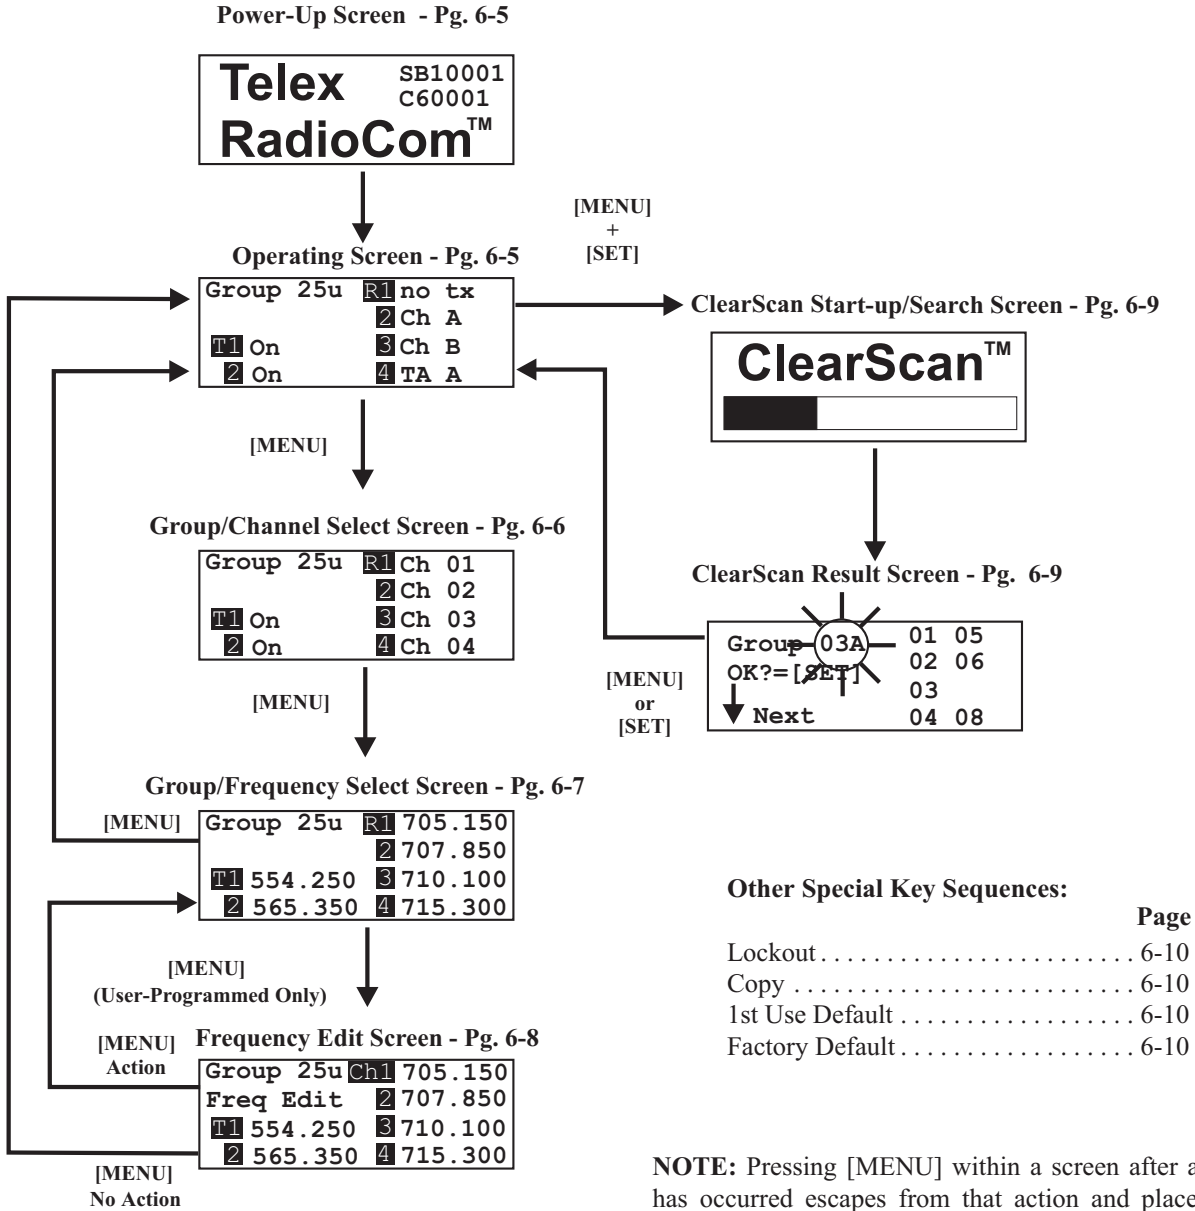 Power-Up Screen - Pg. 6-5
Telex SB10001
C60001
RadioCom™
[MENU]
+
[SET]
Operating Screen - Pg. 6-5
Group 25u R1 no tx
2 Ch A
T1 On 3 Ch B
2 On 4 TA A
ClearScan Start-up/Search Screen - Pg. 6-9
ClearScan™
[MENU]
Group/Channel Select Screen - Pg. 6-6
Group 25u R1 Ch 01
2 Ch 02
T1 On 3 Ch 03
2 On 4 Ch 04
ClearScan Result Screen - Pg. 6-9
Group 03A 01 05
OK?=[SET] 02 06
03
Next 04 08
[MENU]
or
[SET]
[MENU]
Group/Frequency Select Screen - Pg. 6-7
[MENU]
Group 25u R1 705.150
2 707.850
T1 554.250 3 710.100
2 565.350 4 715.300
[MENU]
(User-Programmed Only)
[MENU]
Action
Frequency Edit Screen - Pg. 6-8
Group 25u Ch1 705.150
Freq Edit 2 707.850
T1 554.250 3 710.100
2 565.350 4 715.300
[MENU]
No Action
Other Special Key Sequences:
Page
Lockout . . . . . . . . . . . . . . . . . . . . . . . . 6-10
Copy . . . . . . . . . . . . . . . . . . . . . . . . . . 6-10
1st Use Default . . . . . . . . . . . . . . . . . . 6-10
Factory Default . . . . . . . . . . . . . . . . . . 6-10
NOTE: Pressing [MENU] within a screen after a
has occurred escapes from that action and place